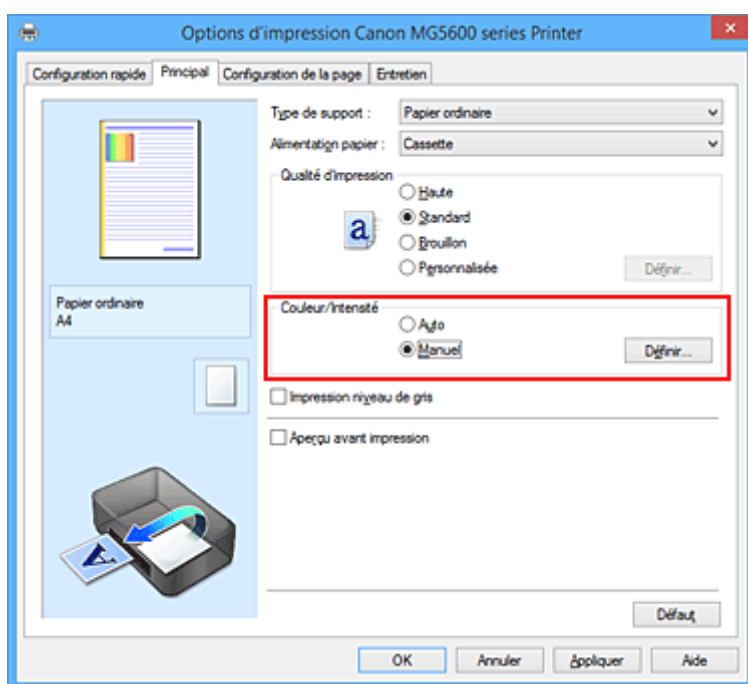 Options d'impression Canon MG5600 series Printer
Configuration rapide Principal Configuration de la page Entretien
Type de support : Papier ordinaire
Alimentation papier : Cassette
Qualité d'impression
Haute
a Standard
Brouillon
Personnalisée Définir...
Papier ordinaire
A4
Couleur/Intensité
Auto
Manuel Définir...
Impression niveau de gris
Aperçu avant impression
A
Défaut
OK Annuler Appliquer Aide